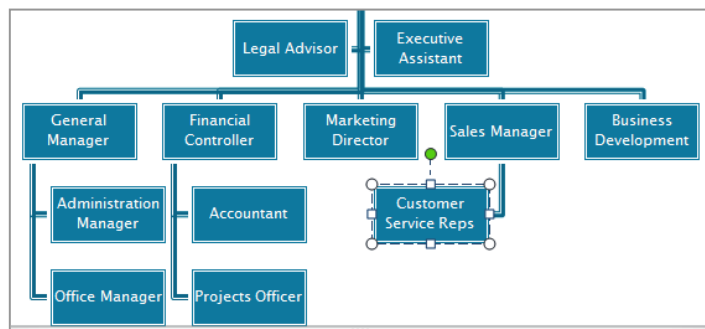 Legal Advisor
Executive
Assistant
General
Manager
Financial
Controller
Marketing
Director
Sales Manager
Business
Development
Administration
Manager
Accountant
Customer
Service Reps
Office Manager
Projects Officer